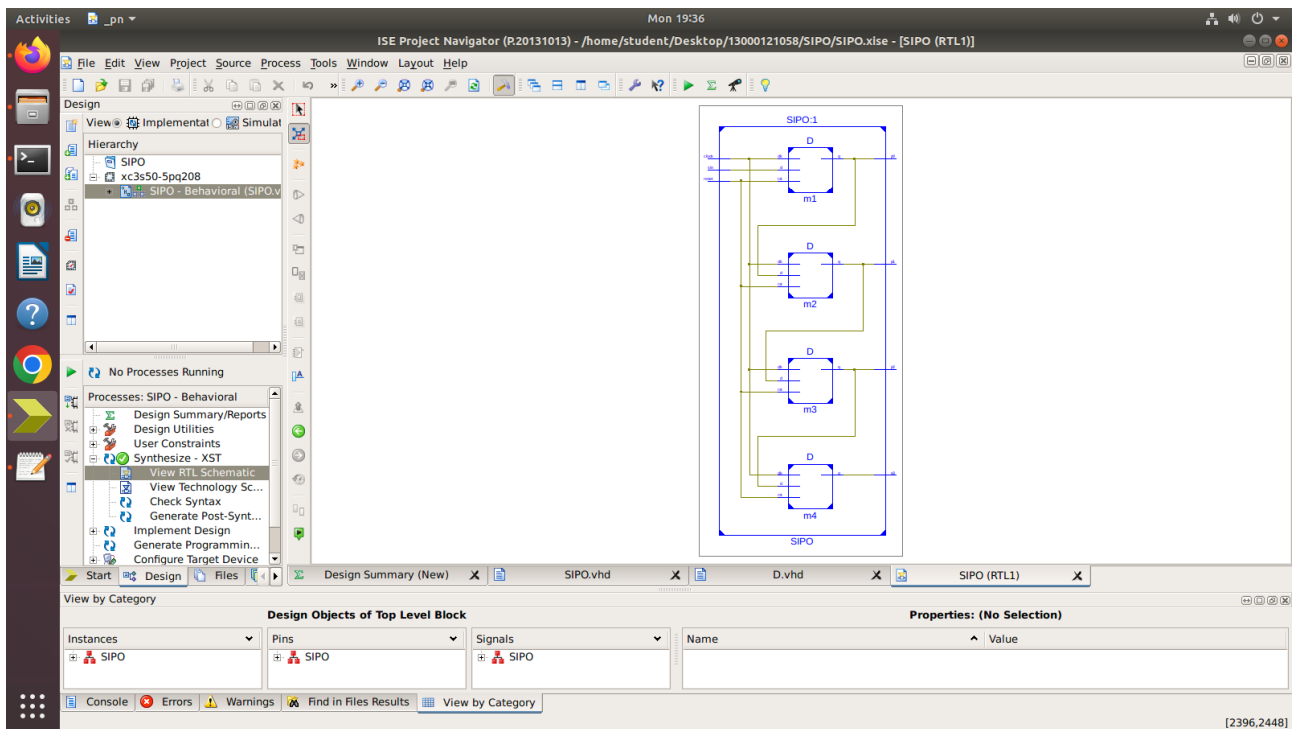 Activities _pn Mon 19:36
ISE Project Navigator (P.20131013) - /home/student/Desktop/13000121058/SIPO/SIPO.xise - [SIPO (RTL1)]
File Edit View Project Source Process Tools Window Layout Help
Design
View: Implementat Simulat
Hierarchy
SIPO
xc3s50-5pq208
SIPO - Behavioral (SIPO.v
No Processes Running
Processes: SIPO - Behavioral
Design Summary/Reports
Design Utilities
User Constraints
Synthesize - XST
View RTL Schematic
View Technology Sc...
Check Syntax
Generate Post-Synt...
Implement Design
Generate Programmin...
Configure Target Device
Start Design Files
SIPO:1
D
m1
D
m2
D
m3
D
m4
SIPO
Design Summary (New) SIPO.vhd D.vhd SIPO (RTL1)
View by Category
Design Objects of Top Level Block Properties: (No Selection)
Instances Pins Signals Name Value
SIPO SIPO SIPO
Console Errors Warnings Find in Files Results View by Category
[2396,2448]